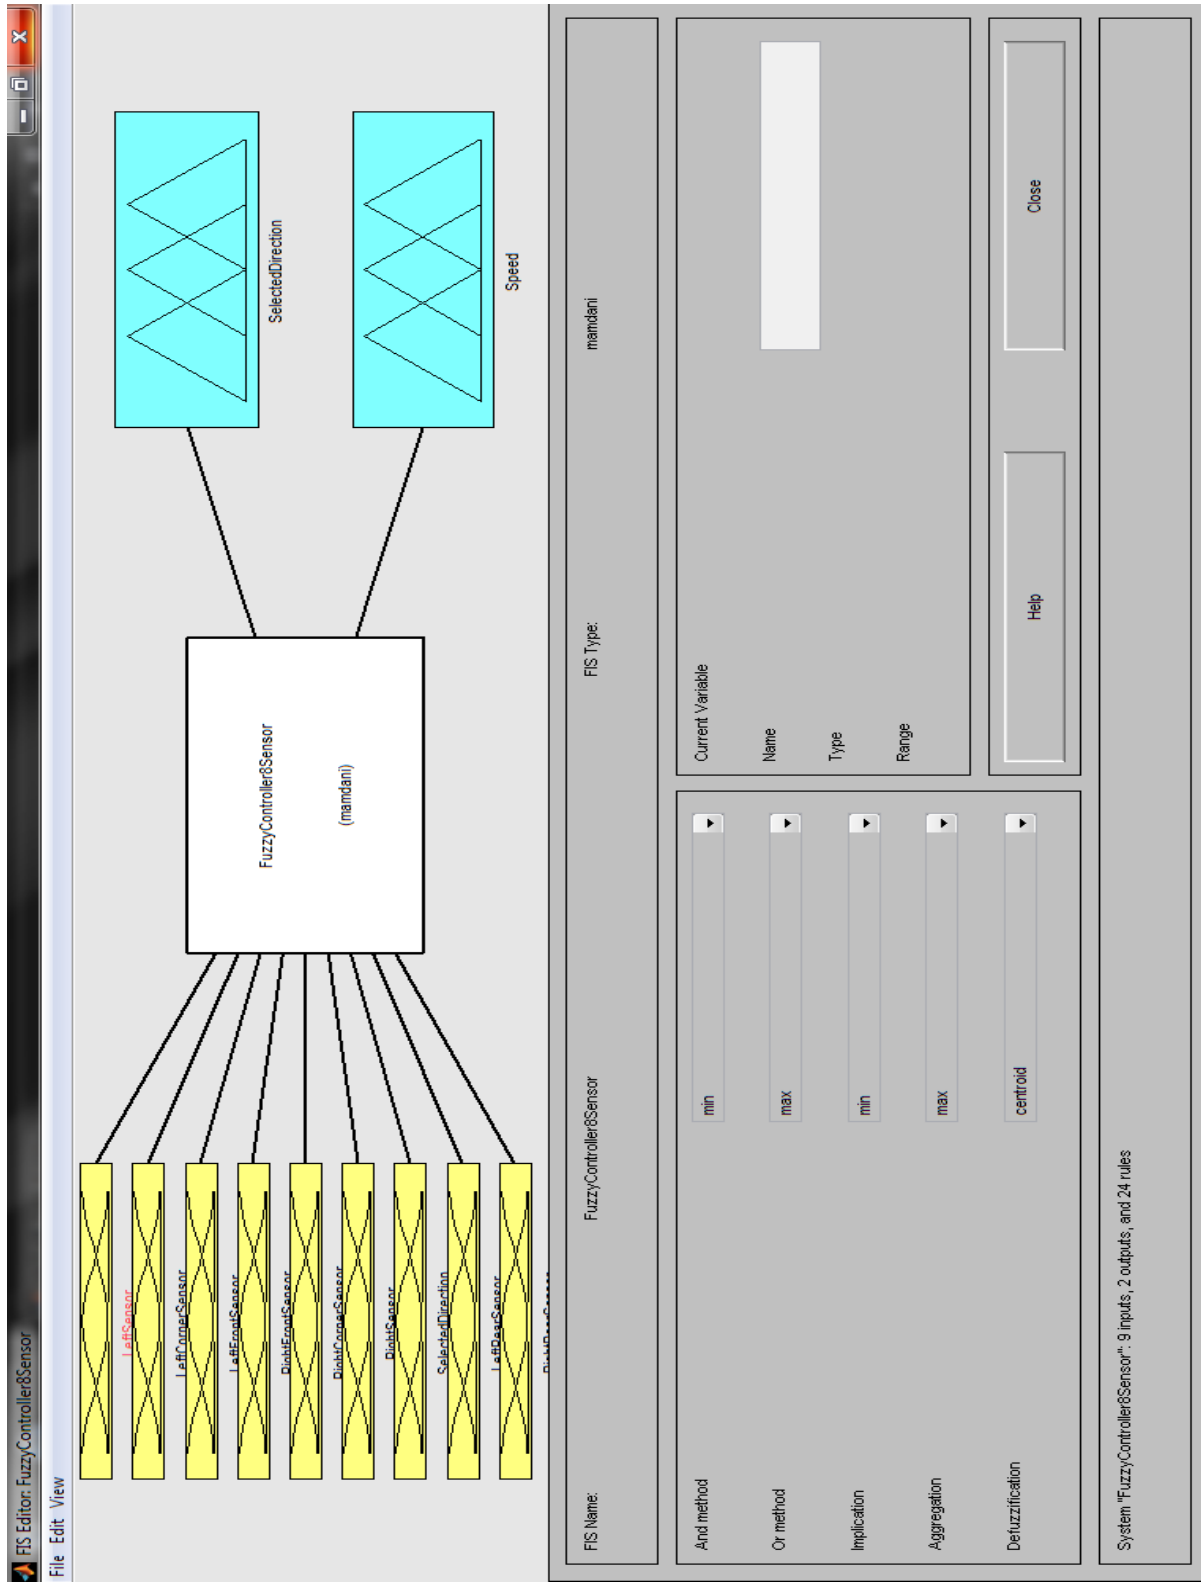 FIS Editor: FuzzyController8Sensor
File Edit View
LeftSensor
LeftCornerSensor
LeftFrontSensor
RightFrontSensor
RightCornerSensor
RightSensor
SelectedDirection
LeftRearSensor
RightRearSensor
FuzzyController8Sensor
(mamdani)
SelectedDirection
Speed
FIS Name: FuzzyController8Sensor FIS Type: mamdani
And method min
Or method max
Implication min
Aggregation max
Defuzzification centroid
Current Variable
Name
Type
Range
Help Close
System "FuzzyController8Sensor": 9 inputs, 2 outputs, and 24 rules